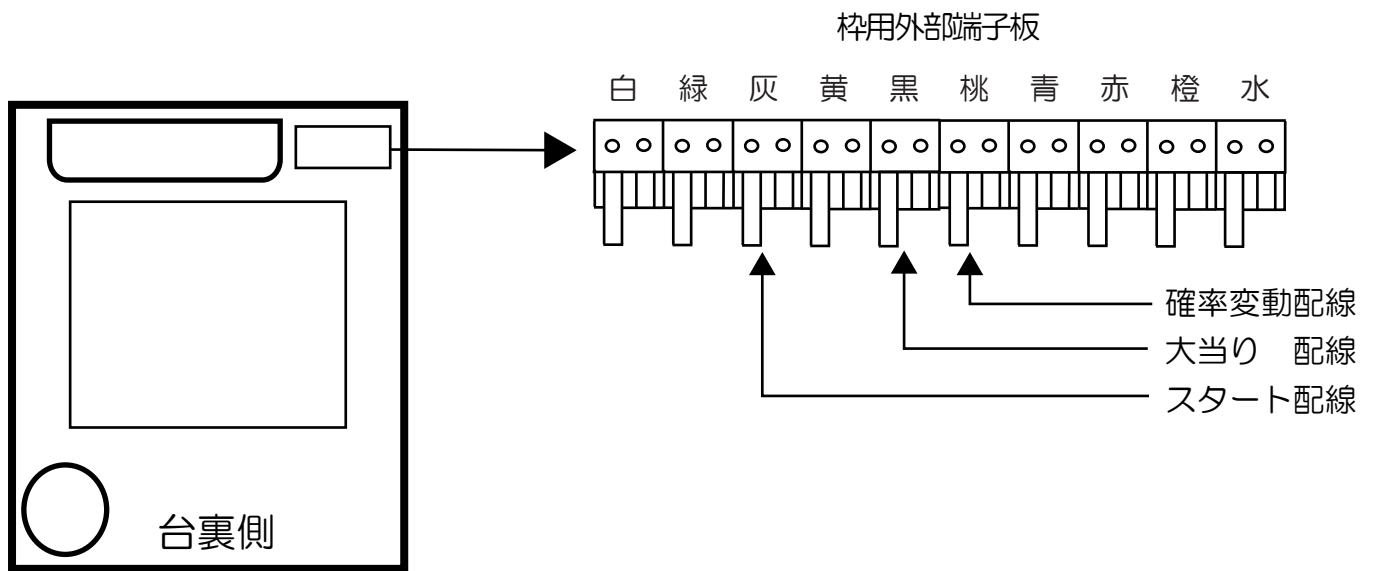 枠用外部端子板
白 緑 灰 黄 黒 桃 青 赤 橙 水
確率変動配線
大当り 配線
スタート配線
台裏側